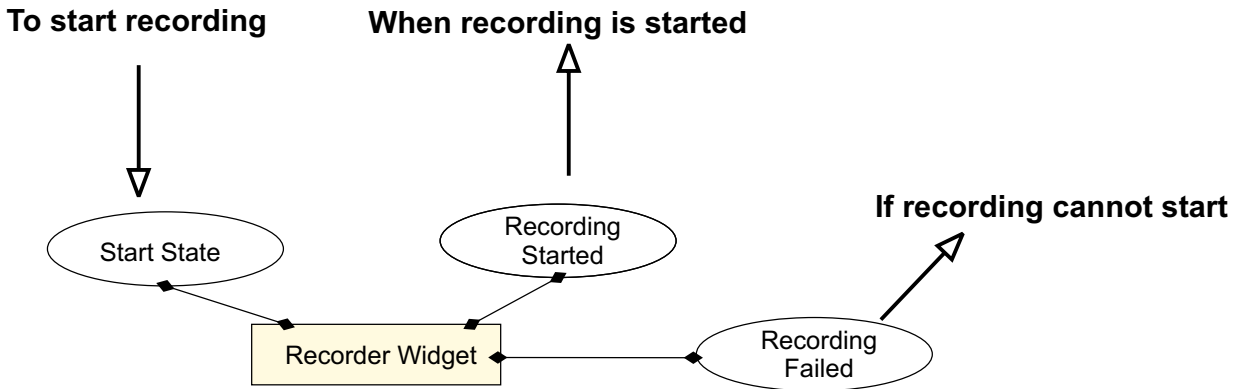 To start recording
When recording is started
If recording cannot start
Start State
Recording
Started
Recorder Widget
Recording
Failed